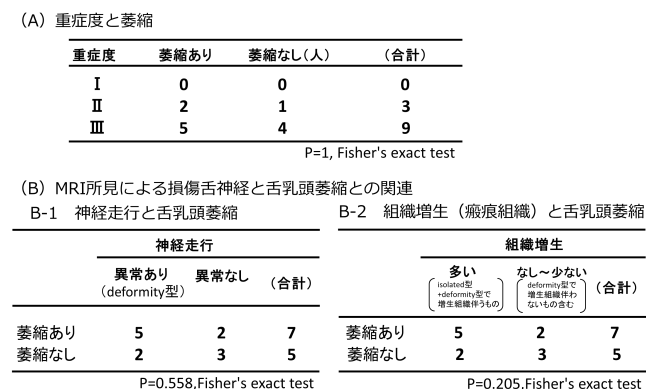 （A）重症度と萎縮
重症度 萎縮あり 萎縮なし（人） （合計）
Ⅰ 0 0 0
Ⅱ 2 1 3
Ⅲ 5 4 9
P=1, Fisher's exact test
（B）MRI所見による損傷舌神経と舌乳頭萎縮との関連
B-1 神経走行と舌乳頭萎縮
神経走行
異常あり（deformity型） 異常なし （合計）
萎縮あり 5 2 7
萎縮なし 2 3 5
P=0.558,Fisher's exact test
B-2 組織増生（瘢痕組織）と舌乳頭萎縮
組織増生
多い なし～少ない （合計）
isolated型
+deformity型で
増生組織伴うもの
deformity型で
増生組織伴わ
ないもの含む
萎縮あり 5 2 7
萎縮なし 2 3 5
P=0.205,Fisher's exact test